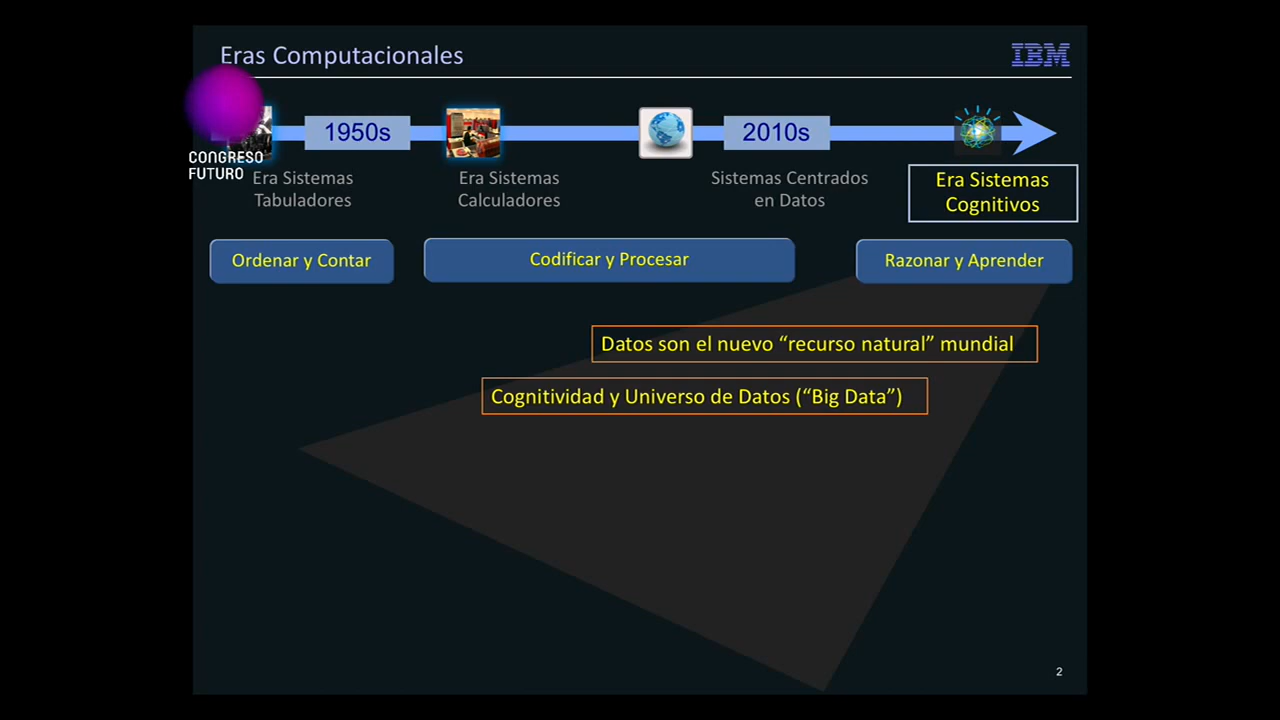 Eras Computacionales
IBM
1950s
2010s
CONGRESO
FUTURO
Era Sistemas
Tabuladores
Era Sistemas
Calculadores
Sistemas Centrados
en Datos
Era Sistemas
Cognitivos
Ordenar y Contar
Codificar y Procesar
Razonar y Aprender
Datos son el nuevo “recurso natural” mundial
Cognitividad y Universo de Datos (“Big Data”)
2